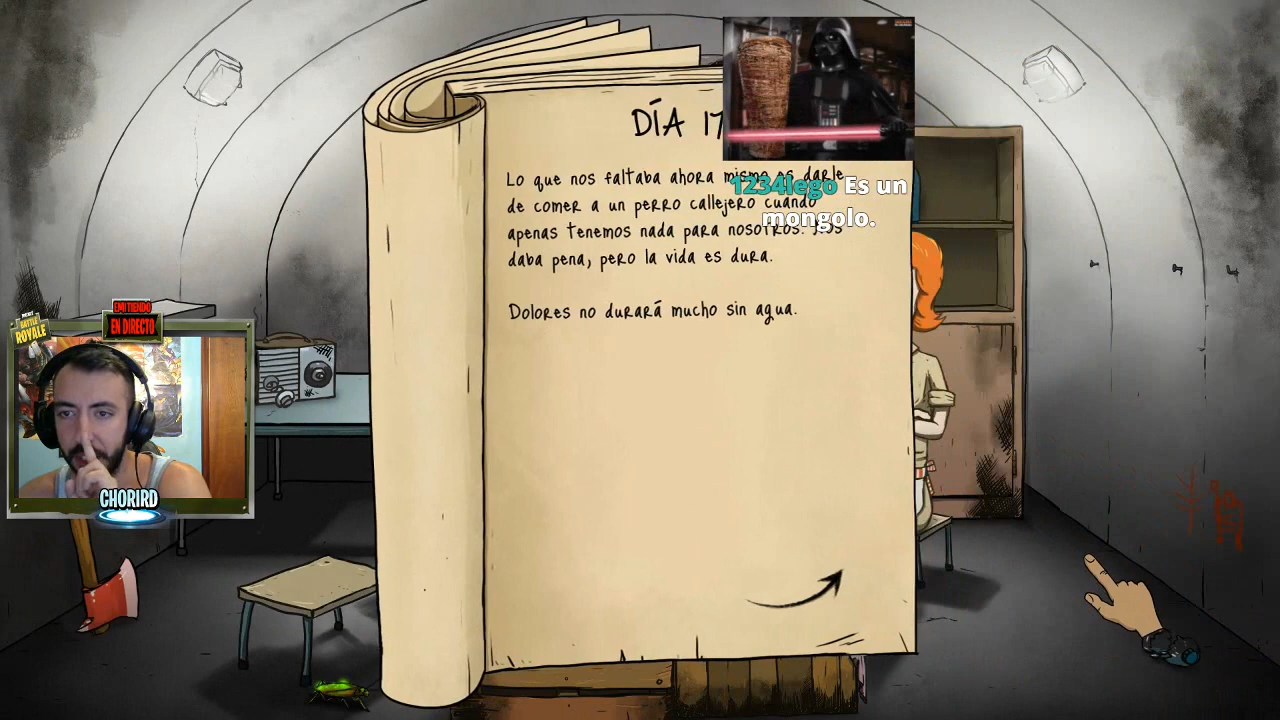 DÍA 17
Lo que nos faltaba ahora mismo es darle
1234lego Es un
de comer a un perro callejero cuando
mongolo.
apenas tenemos nada para nosotros. Nos
daba pena, pero la vida es dura.
Dolores no durará mucho sin agua.
EMITIENDO
EN DIRECTO
BATTLE
ROYALE
CHORIRD